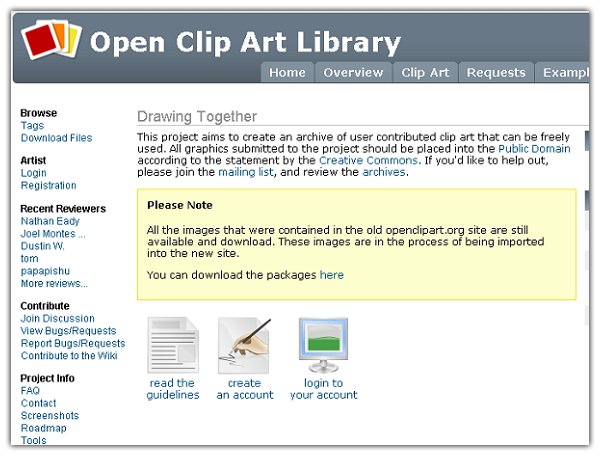 Open Clip Art Library
Home
Overview
Clip Art
Requests
Exampl
Browse
Tags
Download Files
Artist
Login
Registration
Recent Reviewers
Nathan Eady
Joel Montes ...
Dustin W.
tom
papapishu
More reviews...
Contribute
Join Discussion
View Bugs/Requests
Report Bugs/Requests
Contribute to the Wiki
Project Info
FAQ
Contact
Screenshots
Roadmap
Tools
Drawing Together
This project aims to create an archive of user contributed clip art that can be freely
used. All graphics submitted to the project should be placed into the Public Domain
according to the statement by the Creative Commons. If you'd like to help out,
please join the mailing list, and review the archives.
Please Note
All the images that were contained in the old openclipart.org site are still
available and download. These images are in the process of being imported
into the new site.
You can download the packages here
read the
guidelines
create
an account
login to
your account